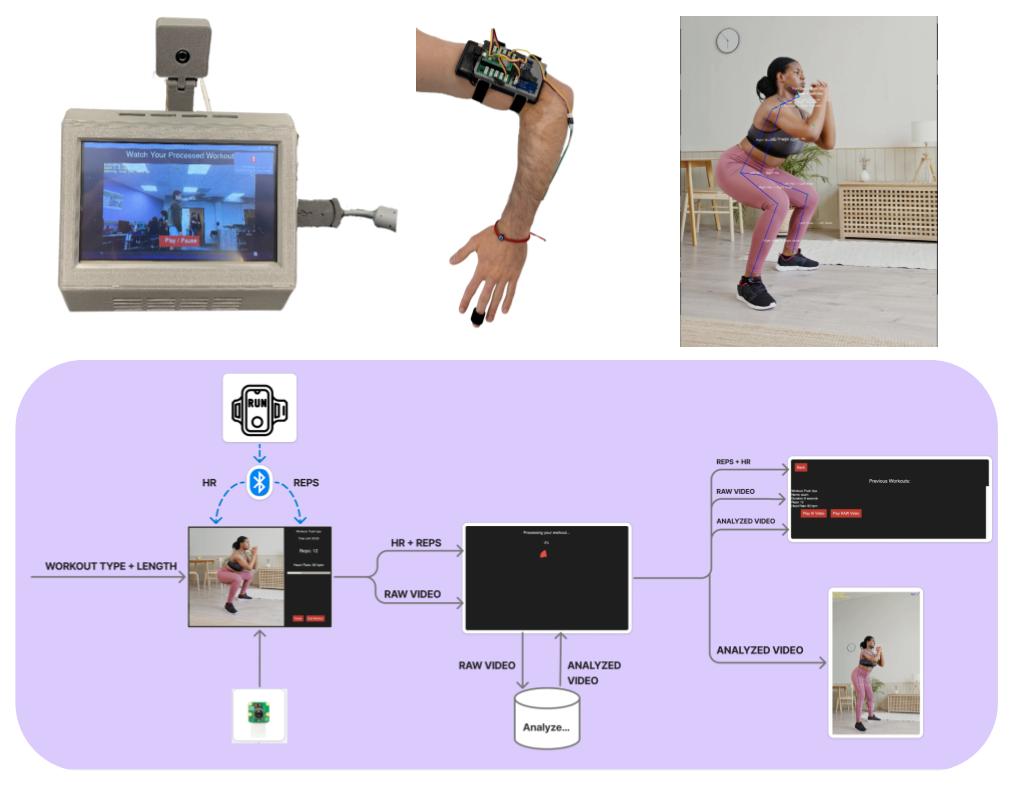 Watch Your Processed Workout
Play / Pause
RUN
HR
REPS
WORKOUT TYPE + LENGTH
Reps: 12
HR + REPS
RAW VIDEO
Processing your workout...
RAW VIDEO
ANALYZED
VIDEO
Analyze...
REPS + HR
RAW VIDEO
ANALYZED VIDEO
Back
Previous Workouts:
Play AI Video
Play RAW Video
ANALYZED VIDEO